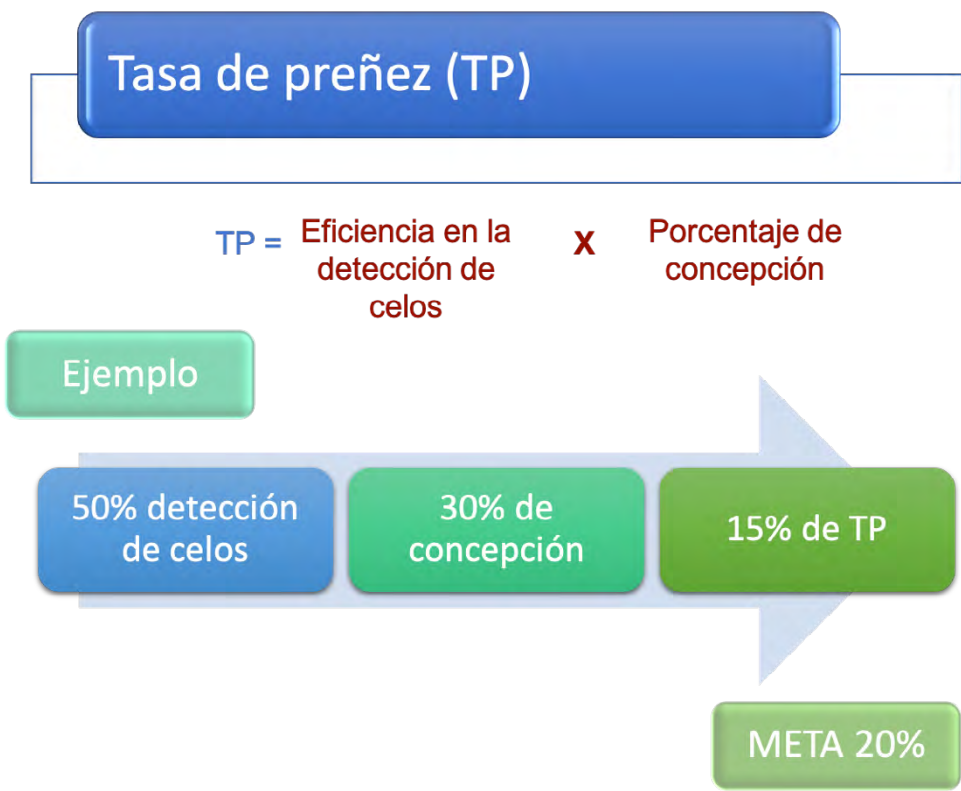 Tasa de preñez (TP)
TP = Eficiencia en la detección de celos X Porcentaje de concepción
Ejemplo
50% detección
de celos
30% de
concepción
15% de TP
META 20%